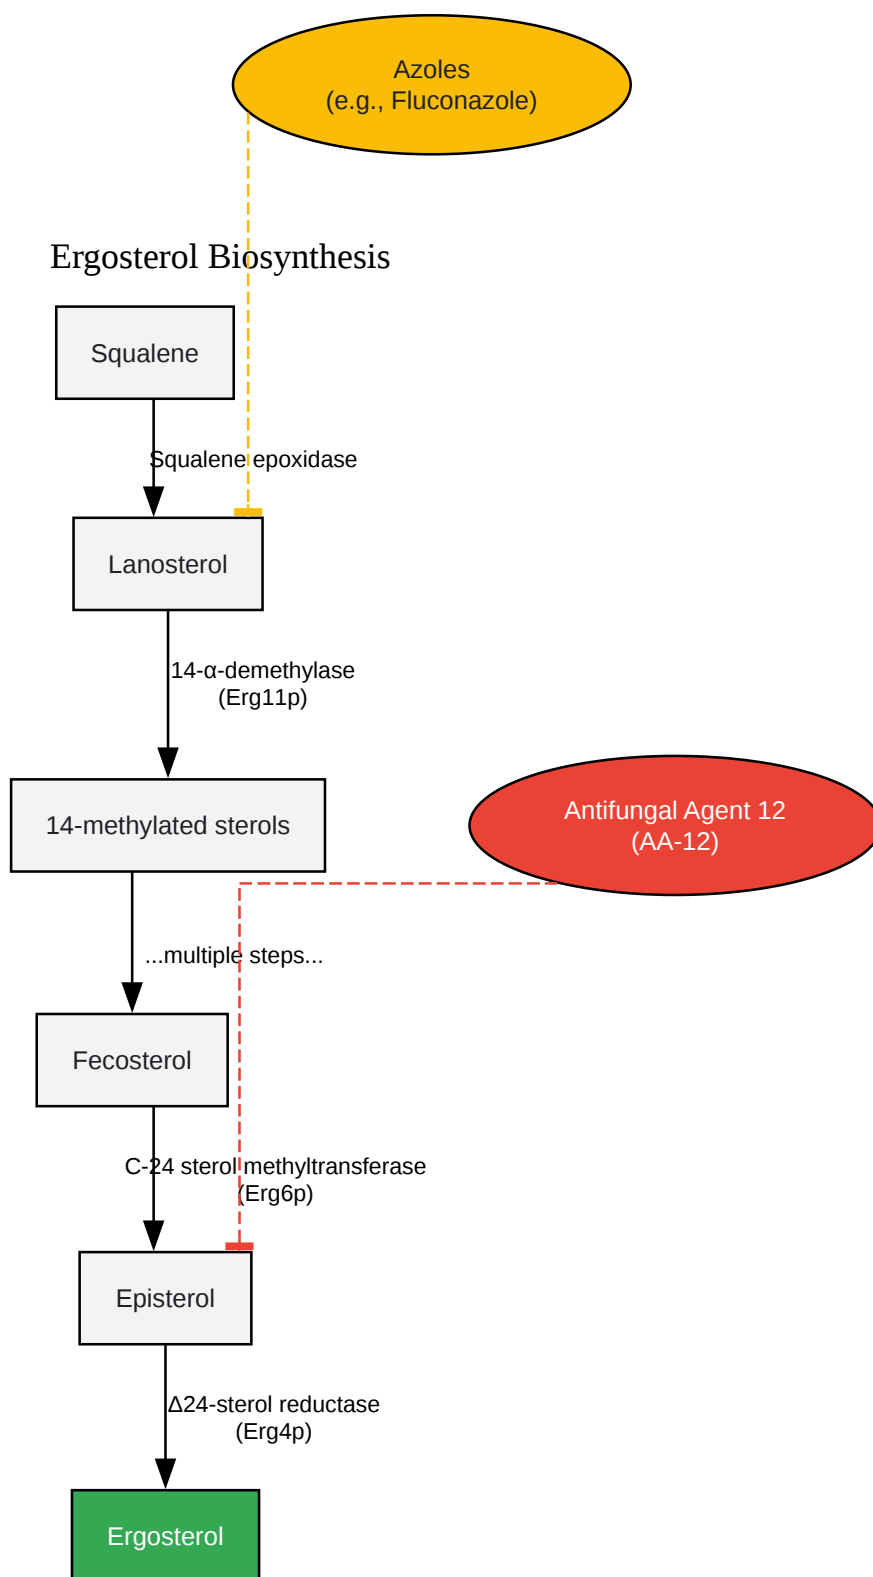 Azoles
(e.g., Fluconazole)
Ergosterol Biosynthesis
Squalene
Squalene epoxidase
Lanosterol
14-α-demethylase
(Erg11p)
14-methylated sterols
Antifungal Agent 12
(AA-12)
...multiple steps...
Fecosterol
C-24 sterol methyltransferase
(Erg6p)
Episterol
Δ24-sterol reductase
(Erg4p)
Ergosterol